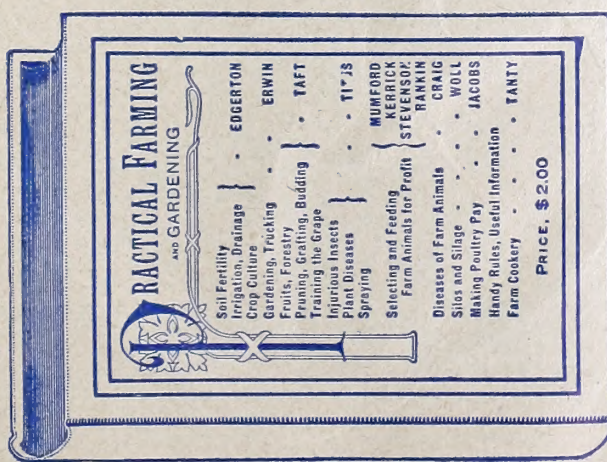 PRACTICAL FARMING
AND GARDENING
Soil Fertility
Irrigation, Drainage } • EDGERTON
Crop Culture
Gardening, Trucking • • ERWIN
Fruits, Forestry
Pruning, Grafting, Budding } • TAFT
Training the Grape
Injurious Insects
Plant Diseases } • •
Spraying
Selecting and Feeding
Farm Animals for Profit { MUMFORD
KERRICK
STEVENSON
RANKIN
Diseases of Farm Animals • CRAIG
Silos and Silage • • • • WOLL
Making Poultry Pay • • • JACOBS
Handy Rules, Useful Information
Farm Cookery • • • • TANTY
PRICE, $2.00